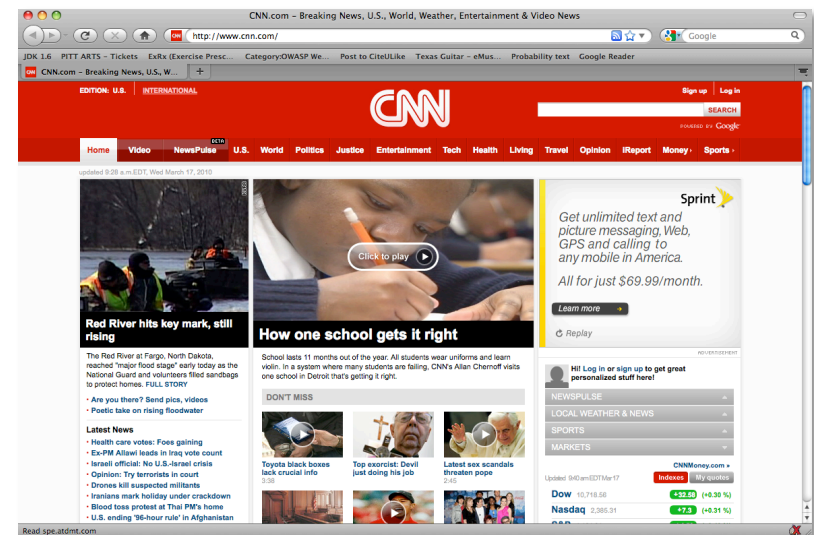 CNN.com – Breaking News, U.S., World, Weather, Entertainment & Video News
http://www.cnn.com/
Google
JDK 1.6 PITT ARTS – Tickets ExRx (Exercise Presc... Category:OWASP We... Post to CiteULike Texas Guitar – eMus... Probability text Google Reader
CNN.com – Breaking News, U.S., W...
EDITION: U.S. INTERNATIONAL
Sign up Log in
CNN
SEARCH
POWERED BY Google
Home Video NewsPulse BETA U.S. World Politics Justice Entertainment Tech Health Living Travel Opinion iReport Money Sports
updated 9:28 a.m. EDT, Wed March 17, 2010
Red River hits key mark, still
rising
The Red River at Fargo, North Dakota,
reached "major flood stage" early today as the
National Guard and volunteers filled sandbags
to protect homes. FULL STORY
Are you there? Send pics, videos
Poetic take on rising floodwater
Latest News
Health care votes: Foes gaining
Ex-PM Allawi leads in Iraq vote count
Israeli official: No U.S.-Israel crisis
Opinion: Try terrorists in court
Drones kill suspected militants
Iranians mark holiday under crackdown
Blood toss protest at Thai PM's home
U.S. ending '96-hour rule' in Afghanistan
Click to play
How one school gets it right
School lasts 11 months out of the year. All students wear uniforms and learn
violin. In a system where many students are failing, CNN's Allan Chernoff visits
one school in Detroit that's getting it right.
DON'T MISS
Toyota black boxes
lack crucial info
3:38
Top exorcist: Devil
just doing his job
Latest sex scandals
threaten pope
2:45
Sprint
Get unlimited text and
picture messaging, Web,
GPS and calling to
any mobile in America.
All for just $69.99/month.
Learn more
Replay
ADVERTISEMENT
Hi! Log in or sign up to get great
personalized stuff here!
NEWSPULSE
LOCAL WEATHER & NEWS
SPORTS
MARKETS
CNNMoney.com »
Updated 9:40am EDT Mar 17
Indexes My quotes
Dow 10,718.56 +32.58 (+0.30 %)
Nasdaq 2,385.31 +7.3 (+0.31 %)
Read spe.atdmt.com